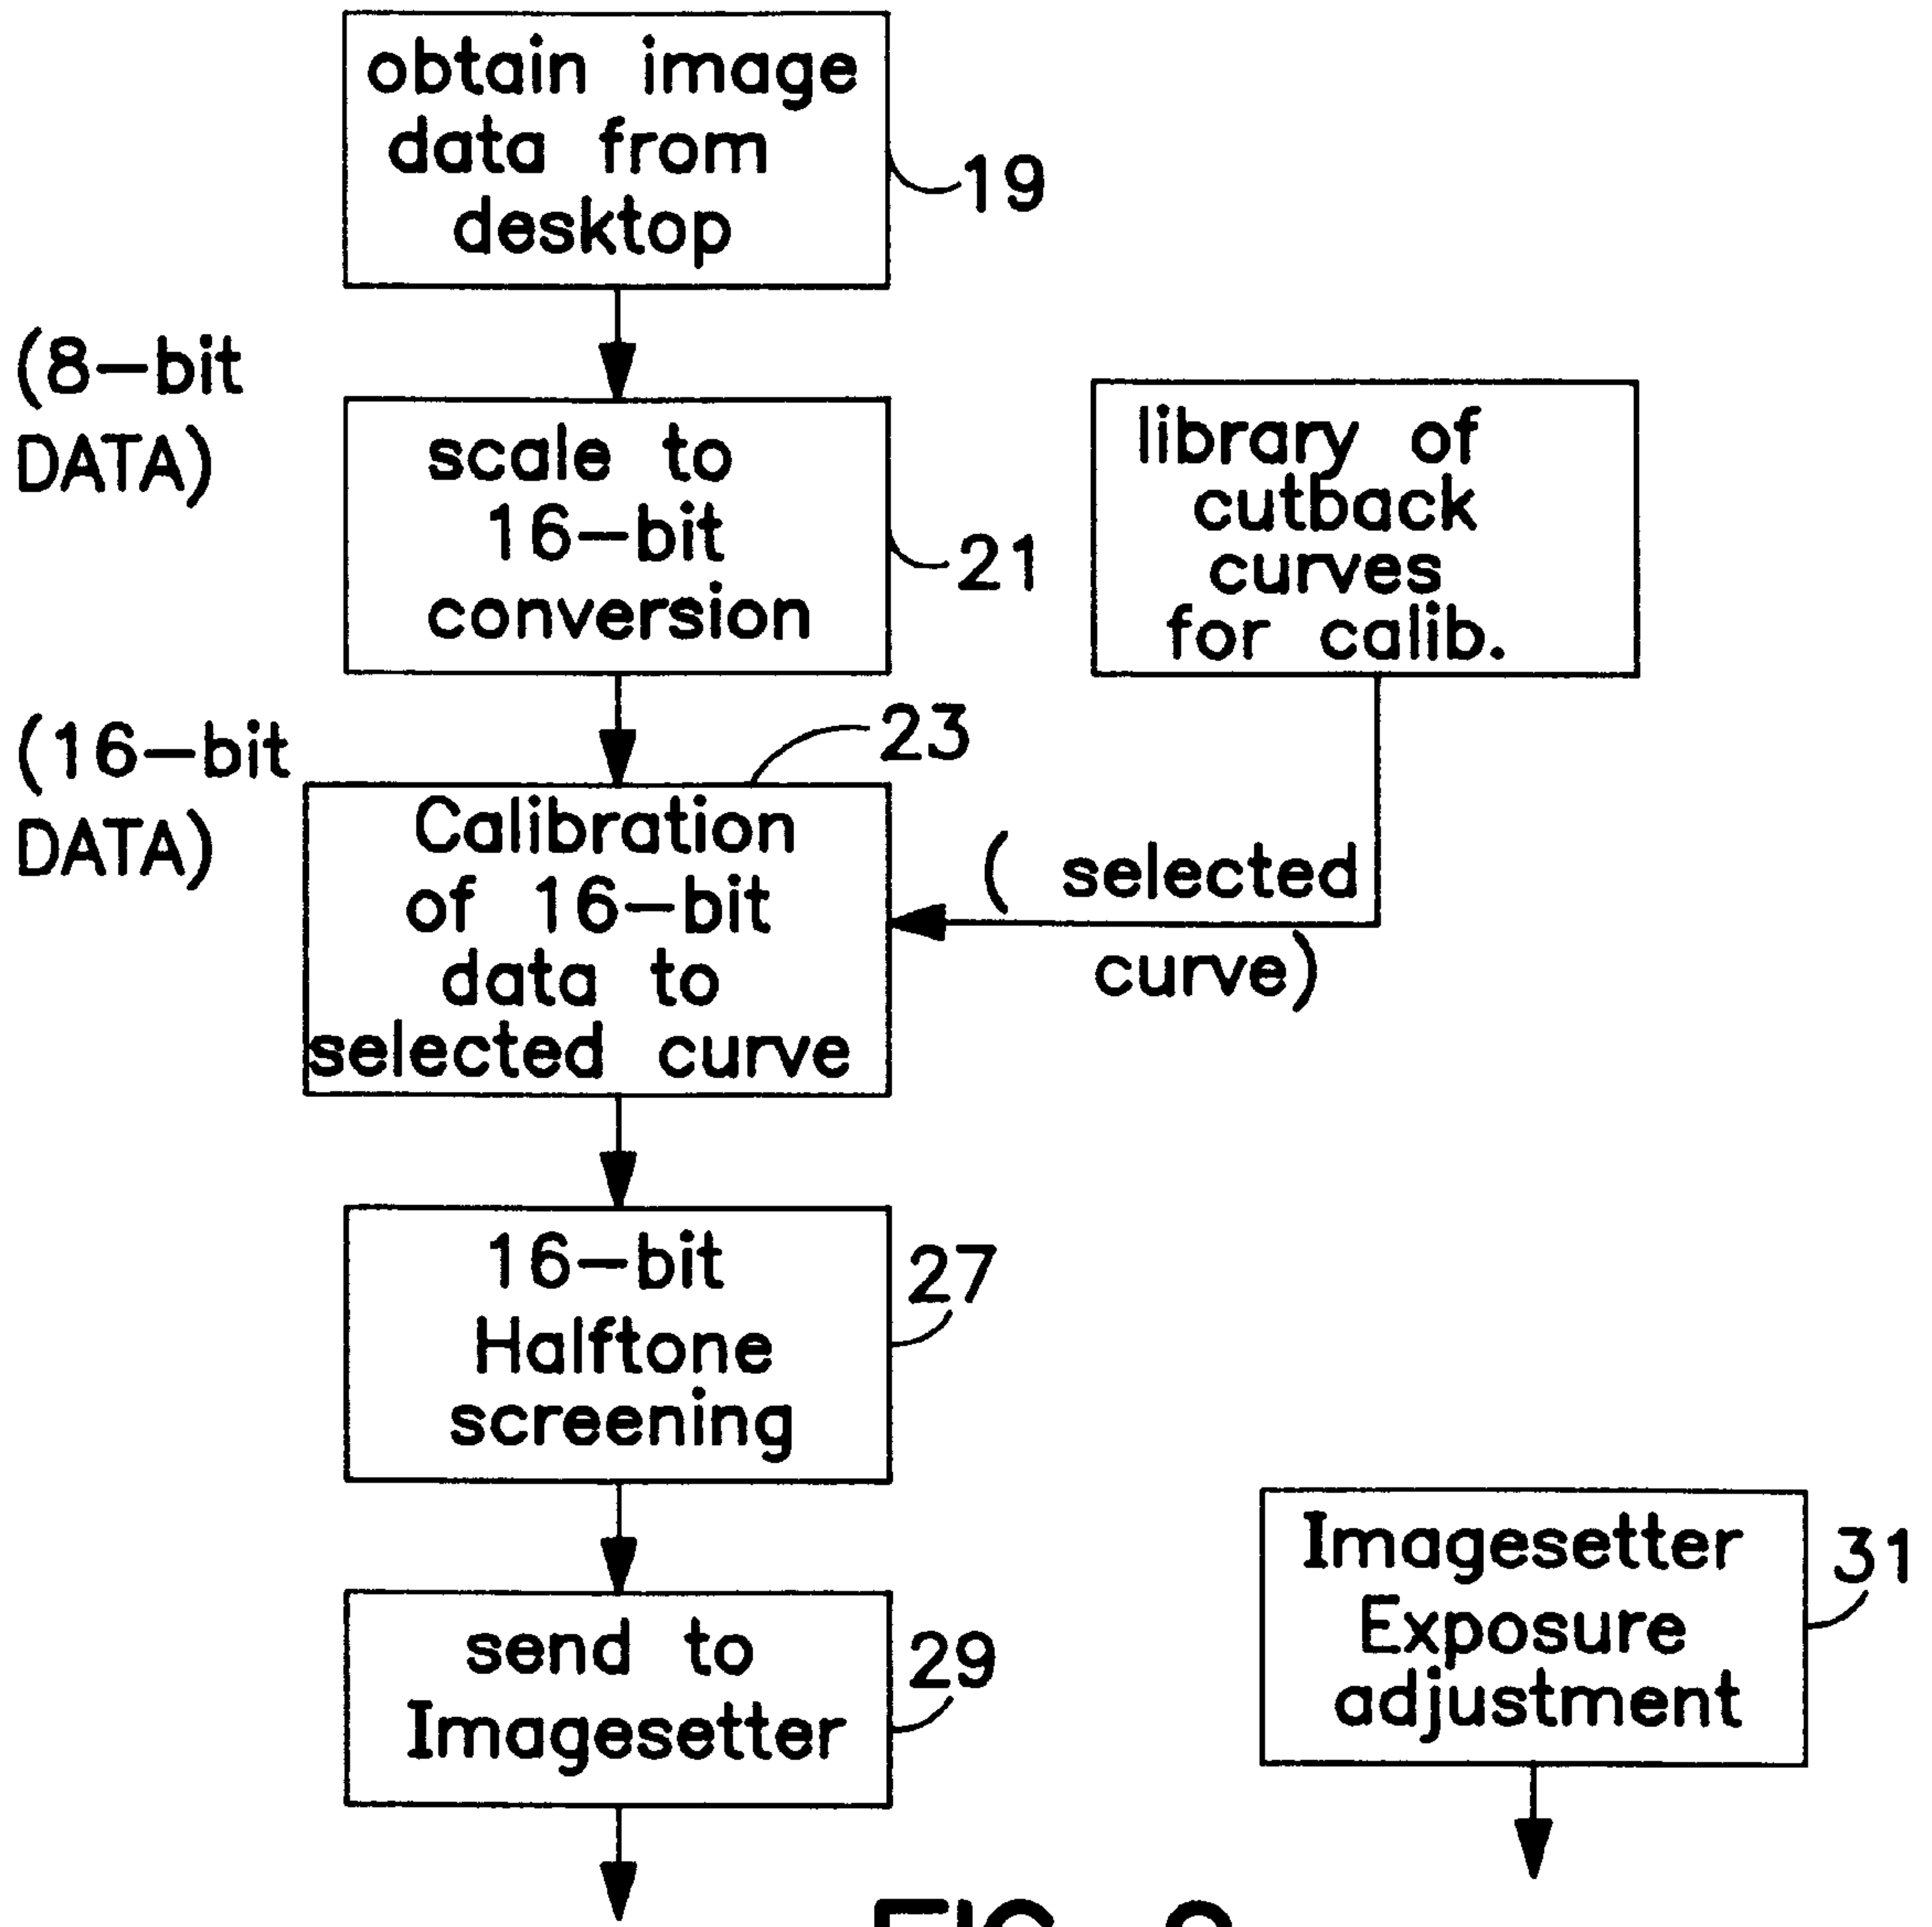 obtain image
data from
desktop
19
(8-bit
DATA)
scale to
16-bit
conversion
21
library of
cutback
curves
for calib.
(16-bit
DATA)
23
Calibration
of 16-bit
data to
selected curve
( selected
curve)
16-bit
Halftone
screening
27
send to
Imagesetter
29
Imagesetter
Exposure
adjustment
31
FIG.